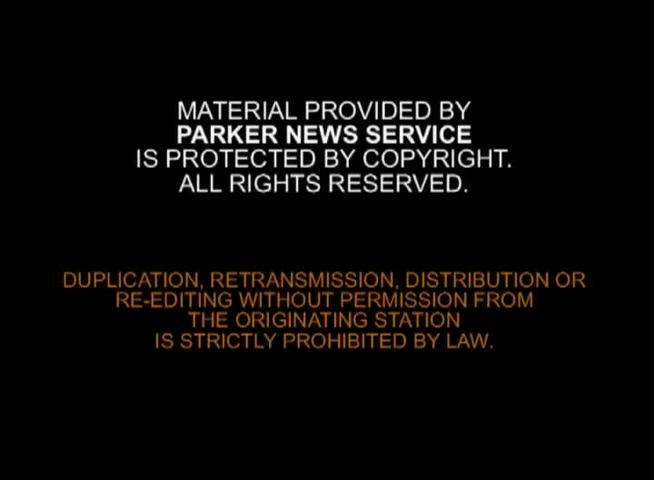 MATERIAL PROVIDED BY
PARKER NEWS SERVICE
IS PROTECTED BY COPYRIGHT.
ALL RIGHTS RESERVED.
DUPLICATION, RETRANSMISSION, DISTRIBUTION OR
RE-EDITING WITHOUT PERMISSION FROM
THE ORIGINATING STATION
IS STRICTLY PROHIBITED BY LAW.